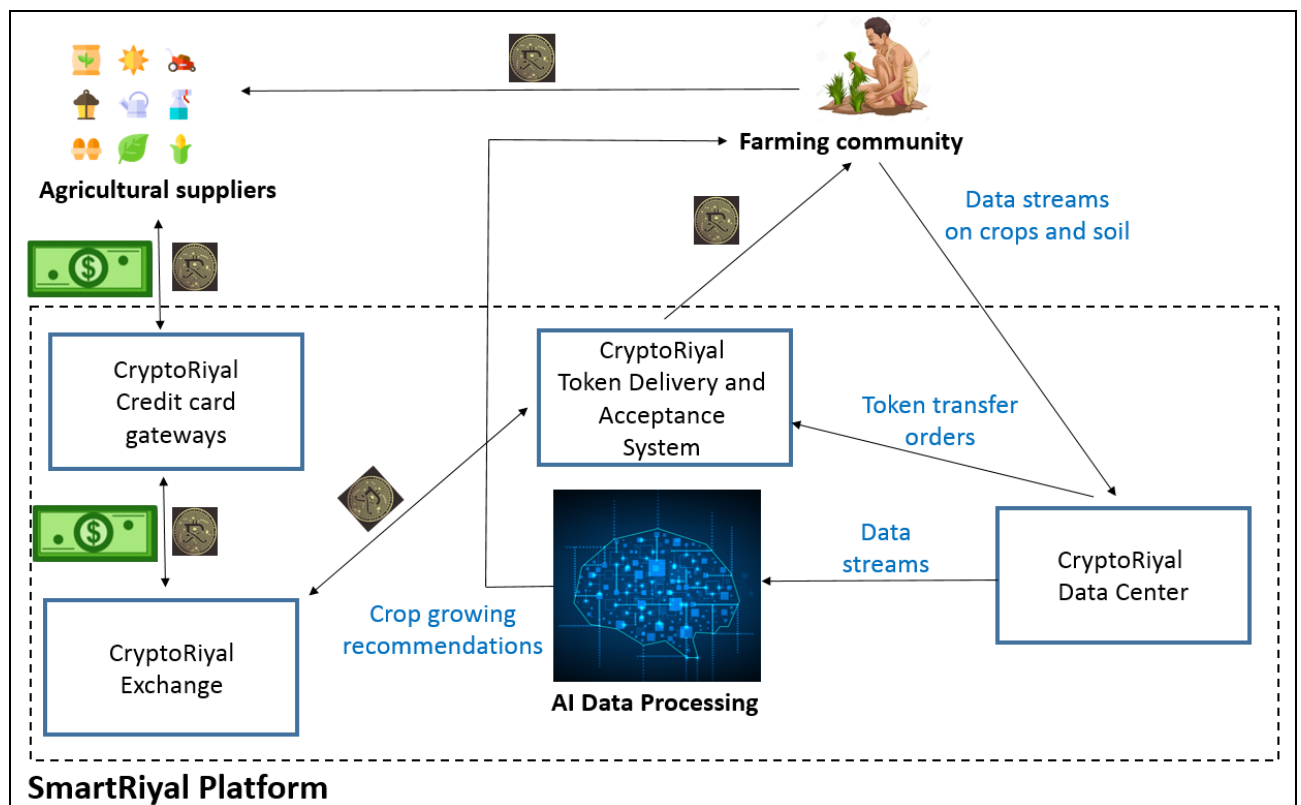 Agricultural suppliers
Farming community
Data streams
on crops and soil
CryptoRiyal
Credit card
gateways
CryptoRiyal
Token Delivery and
Acceptance
System
Token transfer
orders
CryptoRiyal
Exchange
Crop growing
recommendations
AI Data Processing
Data
streams
CryptoRiyal
Data Center
SmartRiyal Platform